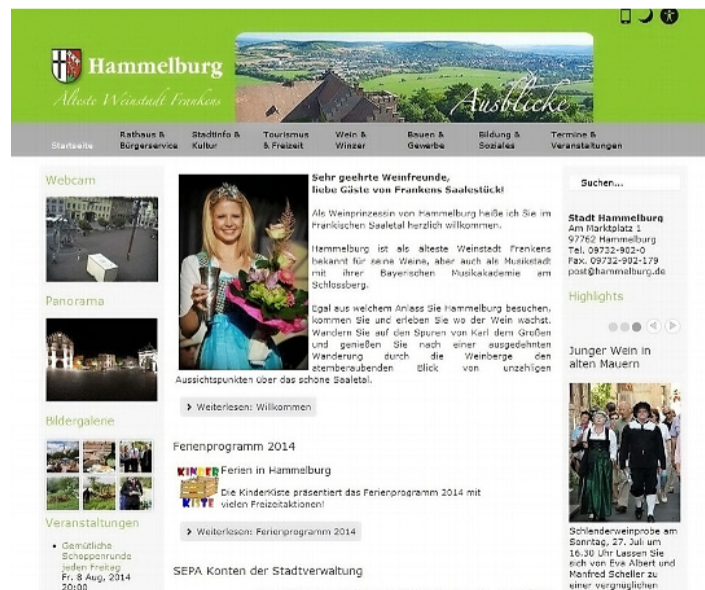 Hammelburg
Älteste Weinstadt Frankens
Ausblicke
Startseite
Rathaus &
Bürgerservice
Stadtinfo &
Kultur
Tourismus
& Freizeit
Wein &
Winzer
Bauen &
Gewerbe
Bildung &
Soziales
Termine &
Veranstaltungen
Webcam
Panorama
Bildergalerie
Veranstaltungen
Gemütliche
Schoppenrunde
jeden Freitag
Fr. 8 Aug, 2014
20:00
Sehr geehrte Weinfreunde,
liebe Gäste von Frankens Saalestück!
Als Weinprinzessin von Hammelburg heiße ich Sie im
Fränkischen Saaletal herzlich willkommen.
Hammelburg ist als älteste Weinstadt Frankens
bekannt für seine Weine, aber auch als Musikstadt
mit ihrer Bayerischen Musikakademie am
Schlossberg.
Egal aus welchem Anlass Sie Hammelburg besuchen,
kommen Sie und erleben Sie wo der Wein wächst.
Wandern Sie auf den Spuren von Karl dem Großen
und genießen Sie nach einer ausgedehnten
Wanderung durch die Weinberge den
atemberaubenden Blick von unzähligen
Aussichtspunkten über das schöne Saaletal.
Weiterlesen: Willkommen
Ferienprogramm 2014
KINDER
KISTE
Ferien in Hammelburg
Die KinderKiste präsentiert das Ferienprogramm 2014 mit
vielen Freizeitaktionen!
Weiterlesen: Ferienprogramm 2014
SEPA Konten der Stadtverwaltung
Suchen...
Stadt Hammelburg
Am Marktplatz 1
97762 Hammelburg
Tel. 09732-902-0
Fax. 09732-902-179
post@hammelburg.de
Highlights
Junger Wein in
alten Mauern
Schlenderweinprobe am
Sonntag, 27. Juli um
16.30 Uhr Lassen Sie
sich von Eva Albert und
Manfred Scheller zu
einer vergnüglichen